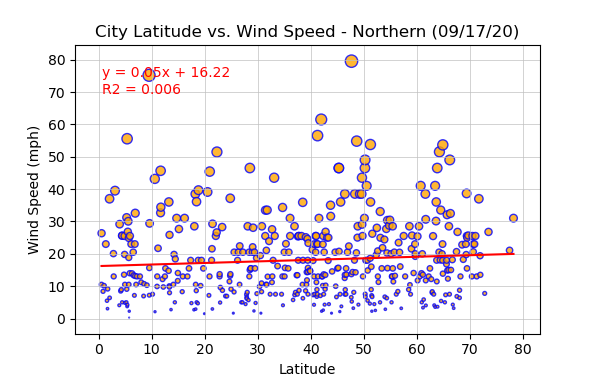 City Latitude vs. Wind Speed - Northern (09/17/20)
y = 0.05x + 16.22
R2 = 0.006
Wind Speed (mph)
80
70
60
50
40
30
20
10
0
0 10 20 30 40 50 60 70 80
Latitude